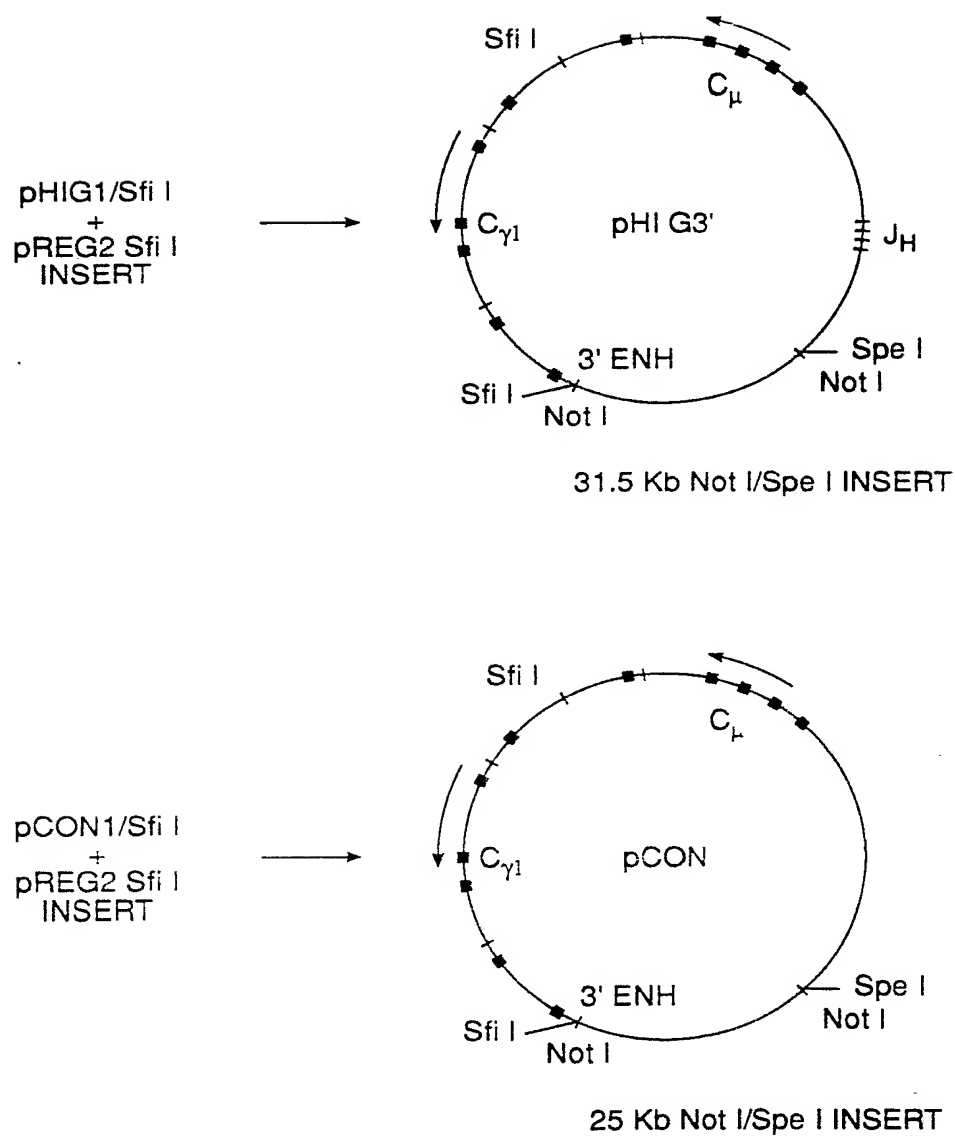 Sfi I
Cμ
pHIG1/Sfi I
+
pREG2 Sfi I
INSERT
Cγ1
pHI G3'
JH
3' ENH
Spe I
Not I
Sfi I
Not I
31.5 Kb Not I/Spe I INSERT
Sfi I
Cμ
pCON1/Sfi I
+
pREG2 Sfi I
INSERT
Cγ1
pCON
3' ENH
Spe I
Not I
Sfi I
Not I
25 Kb Not I/Spe I INSERT